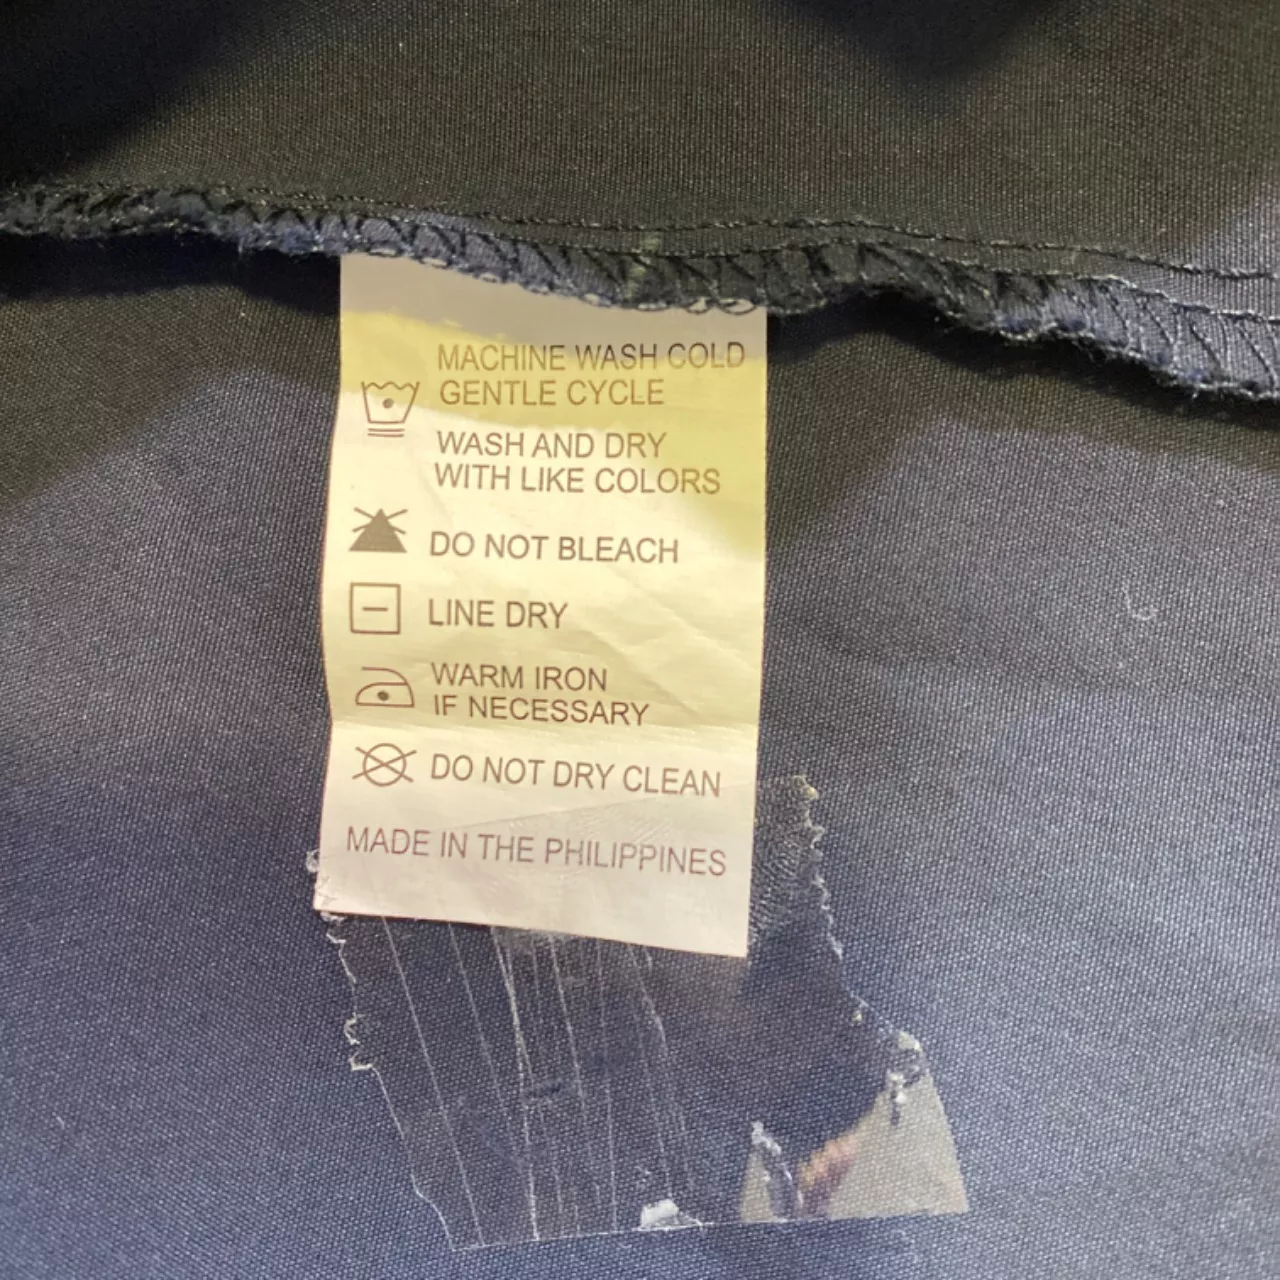 MACHINE WASH COLD
GENTLE CYCLE
WASH AND DRY
WITH LIKE COLORS
DO NOT BLEACH
LINE DRY
WARM IRON
IF NECESSARY
DO NOT DRY CLEAN
MADE IN THE PHILIPPINES